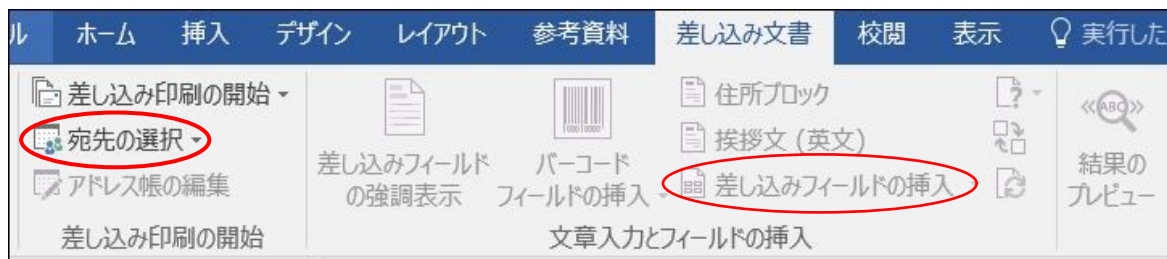 ル ホーム 挿入 デザイン レイアウト 参考資料 差し込み文書 校閲 表示 実行した
差し込み印刷の開始
宛先の選択
アドレス帳の編集
差し込み印刷の開始
差し込みフィールド
の強調表示
バーコード
フィールドの挿入
住所ブロック
挨拶文 (英文)
差し込みフィールドの挿入
文章入力とフィールドの挿入
«ABC»
結果の
プレビュー